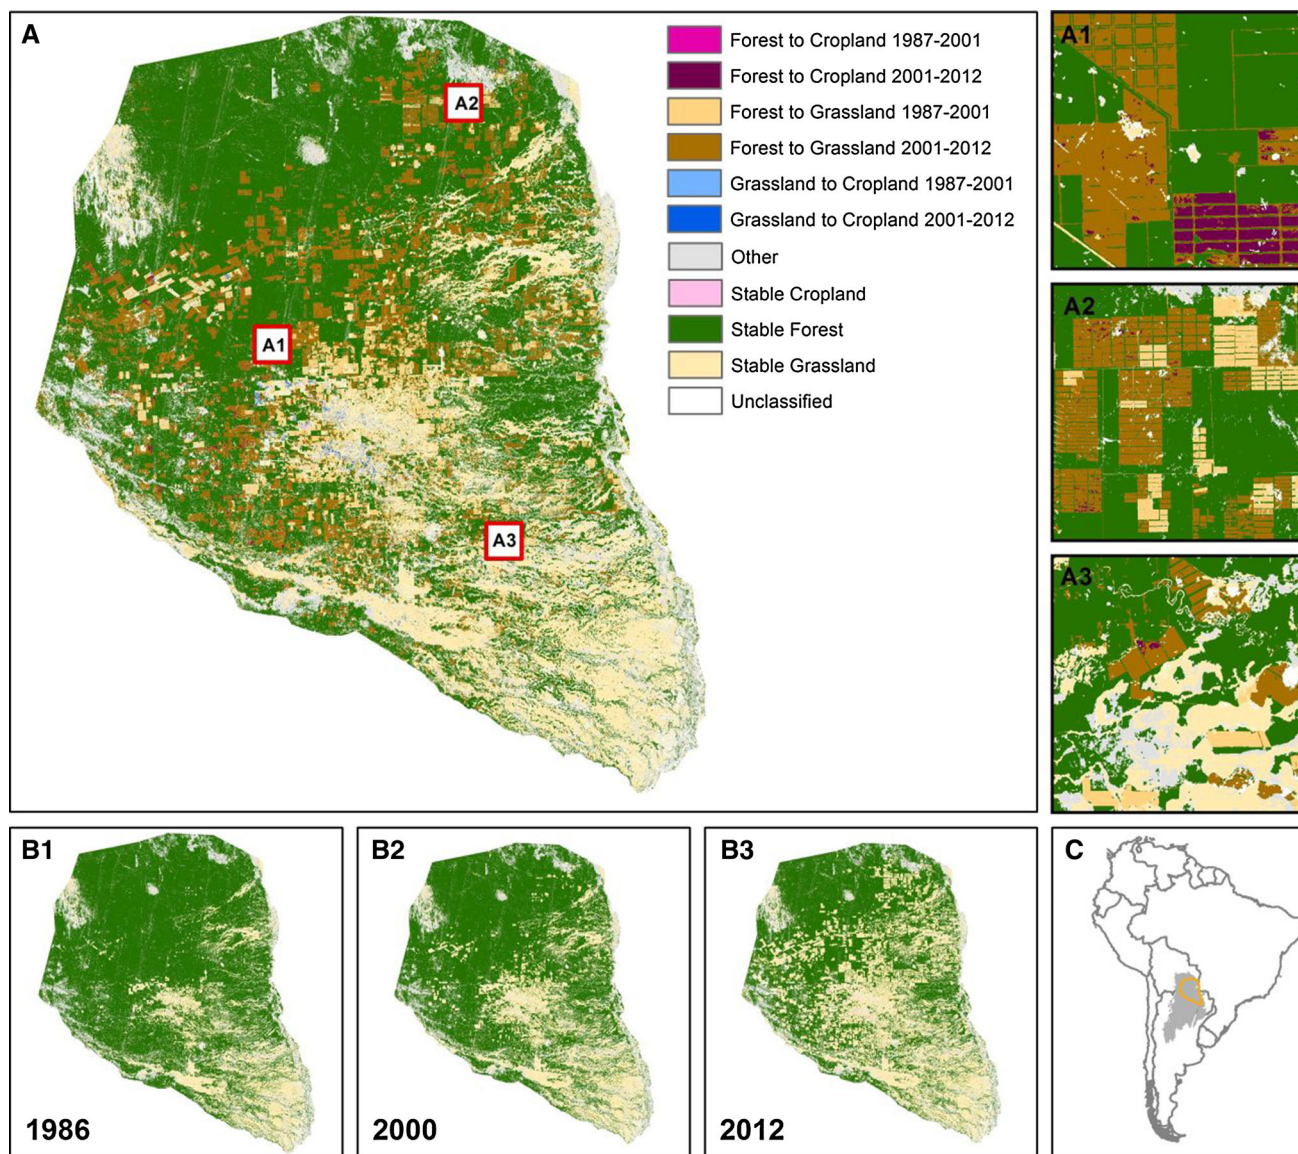 A
A2
A1
A3
Forest to Cropland 1987-2001
Forest to Cropland 2001-2012
Forest to Grassland 1987-2001
Forest to Grassland 2001-2012
Grassland to Cropland 1987-2001
Grassland to Cropland 2001-2012
Other
Stable Cropland
Stable Forest
Stable Grassland
Unclassified
A1
A2
A3
B1
1986
B2
2000
B3
2012
C